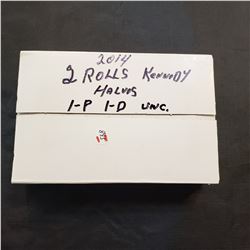 2014
2 ROLLS KENNEDY
HALVES
1-P 1-D UNC.